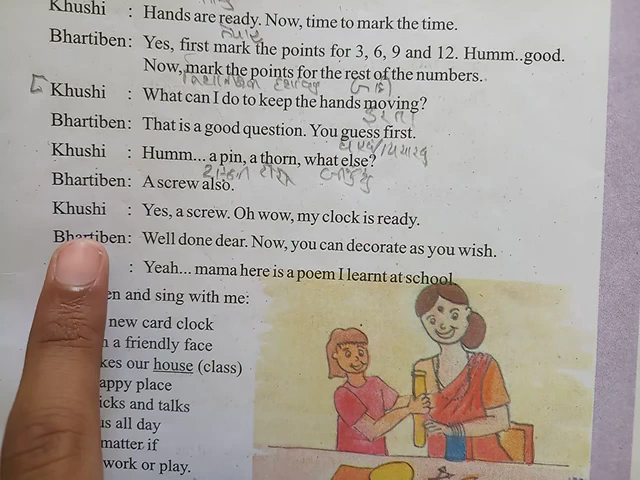 Khushi : Hands are ready. Now, time to mark the time.
Bhartiben: Yes, first mark the points for 3, 6, 9 and 12. Humm..good.
Now, mark the points for the rest of the numbers.
Khushi : What can I do to keep the hands moving?
Bhartiben: That is a good question. You guess first.
Khushi : Humm... a pin, a thorn, what else?
Bhartiben: A screw also.
Khushi : Yes, a screw. Oh wow, my clock is ready.
Bhartiben: Well done dear. Now, you can decorate as you wish.
: Yeah... mama here is a poem I learnt at school.
en and sing with me:
new card clock
a friendly face
kes our house (class)
appy place
icks and talks
us all day
matter if
work or play.